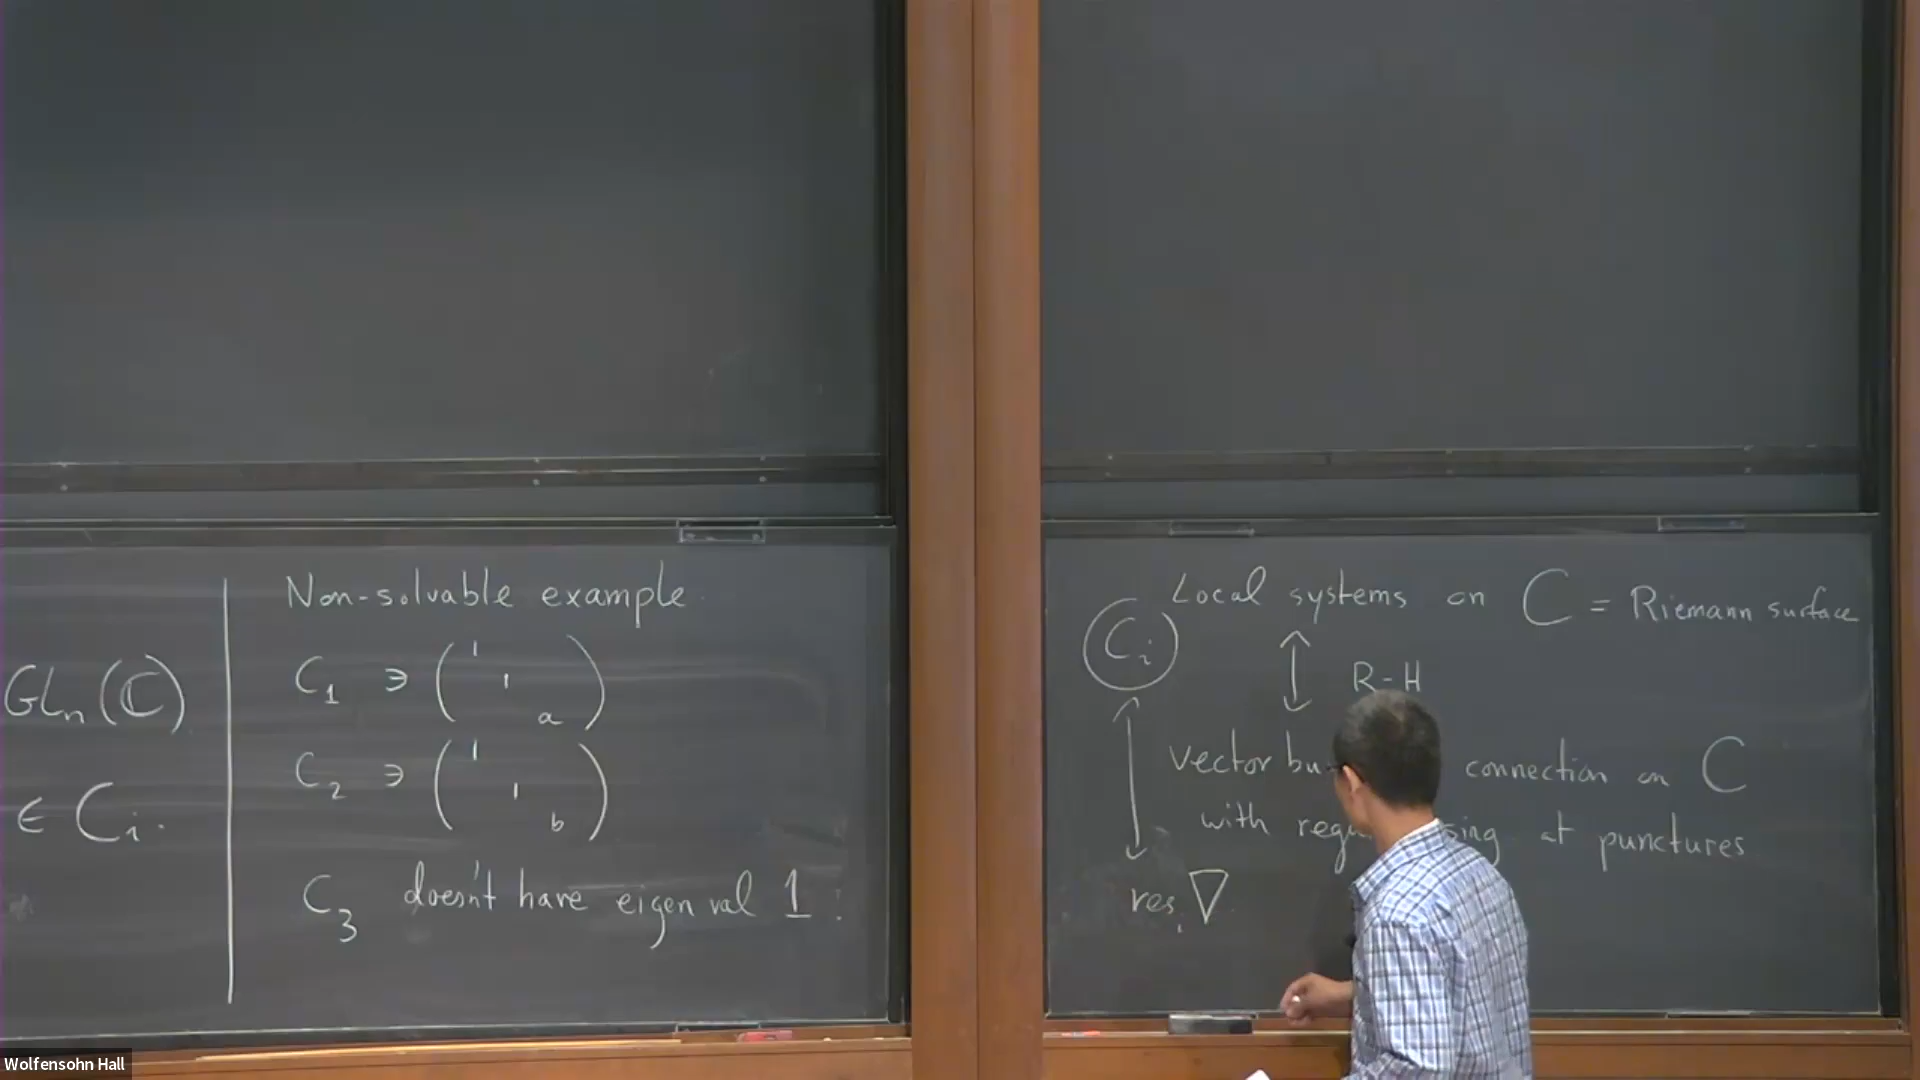 GLn(ℂ)
∈ Ci.
Non-solvable example.
C1 ∋ ( 1 1 a )
C2 ∋ ( 1 1 b )
C3 doesn't have eigen val 1.
Local systems on C = Riemann surface
Ci
R-H
vector bu connection on C
with regu sing. at punctures
resi ∇
Wolfensohn Hall